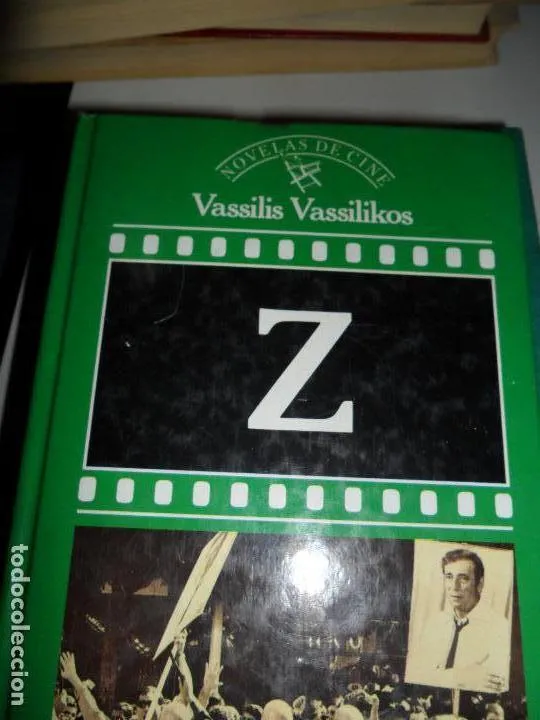 NOVELAS DE CINE
Vassilis Vassilikos
Z
todocoleccion